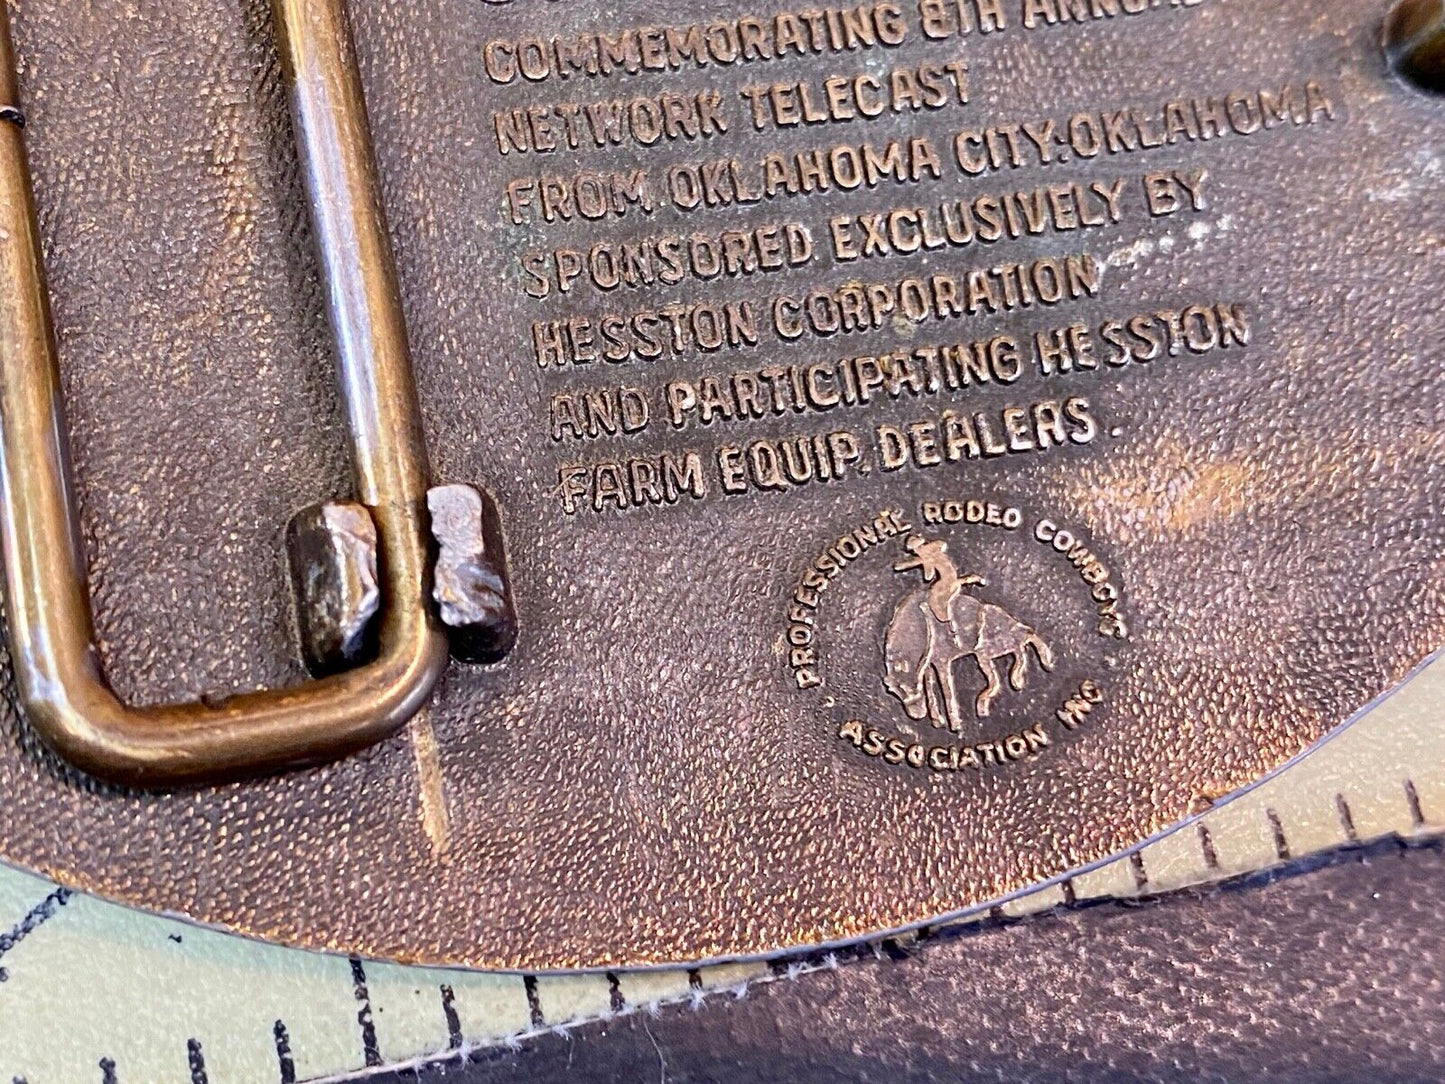 COMMEMORATING 8TH ANNUAL
NETWORK TELECAST
FROM OKLAHOMA CITY, OKLAHOMA
SPONSORED EXCLUSIVELY BY
HESSTON CORPORATION
AND PARTICIPATING HESSTON
FARM EQUIP. DEALERS.
PROFESSIONAL RODEO COWBOYS
ASSOCIATION INC